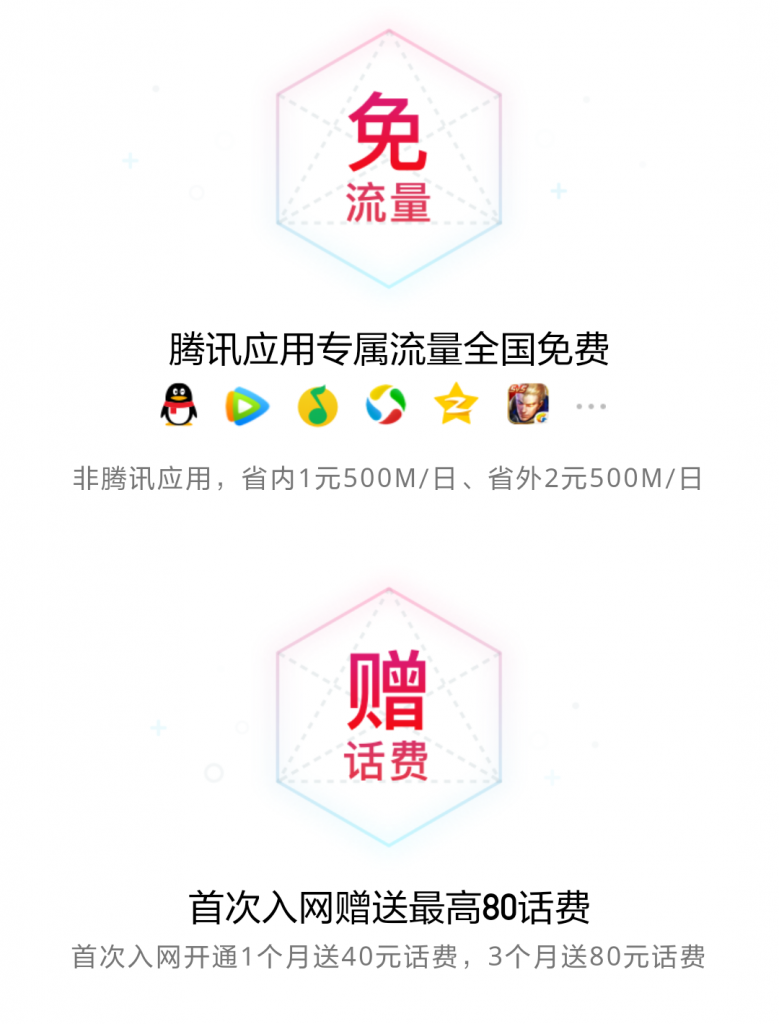 免
流量
腾讯应用专属流量全国免费
非腾讯应用，省内1元500M/日、省外2元500M/日
赠
话费
首次入网赠送最高80话费
首次入网开通1个月送40元话费，3个月送80元话费